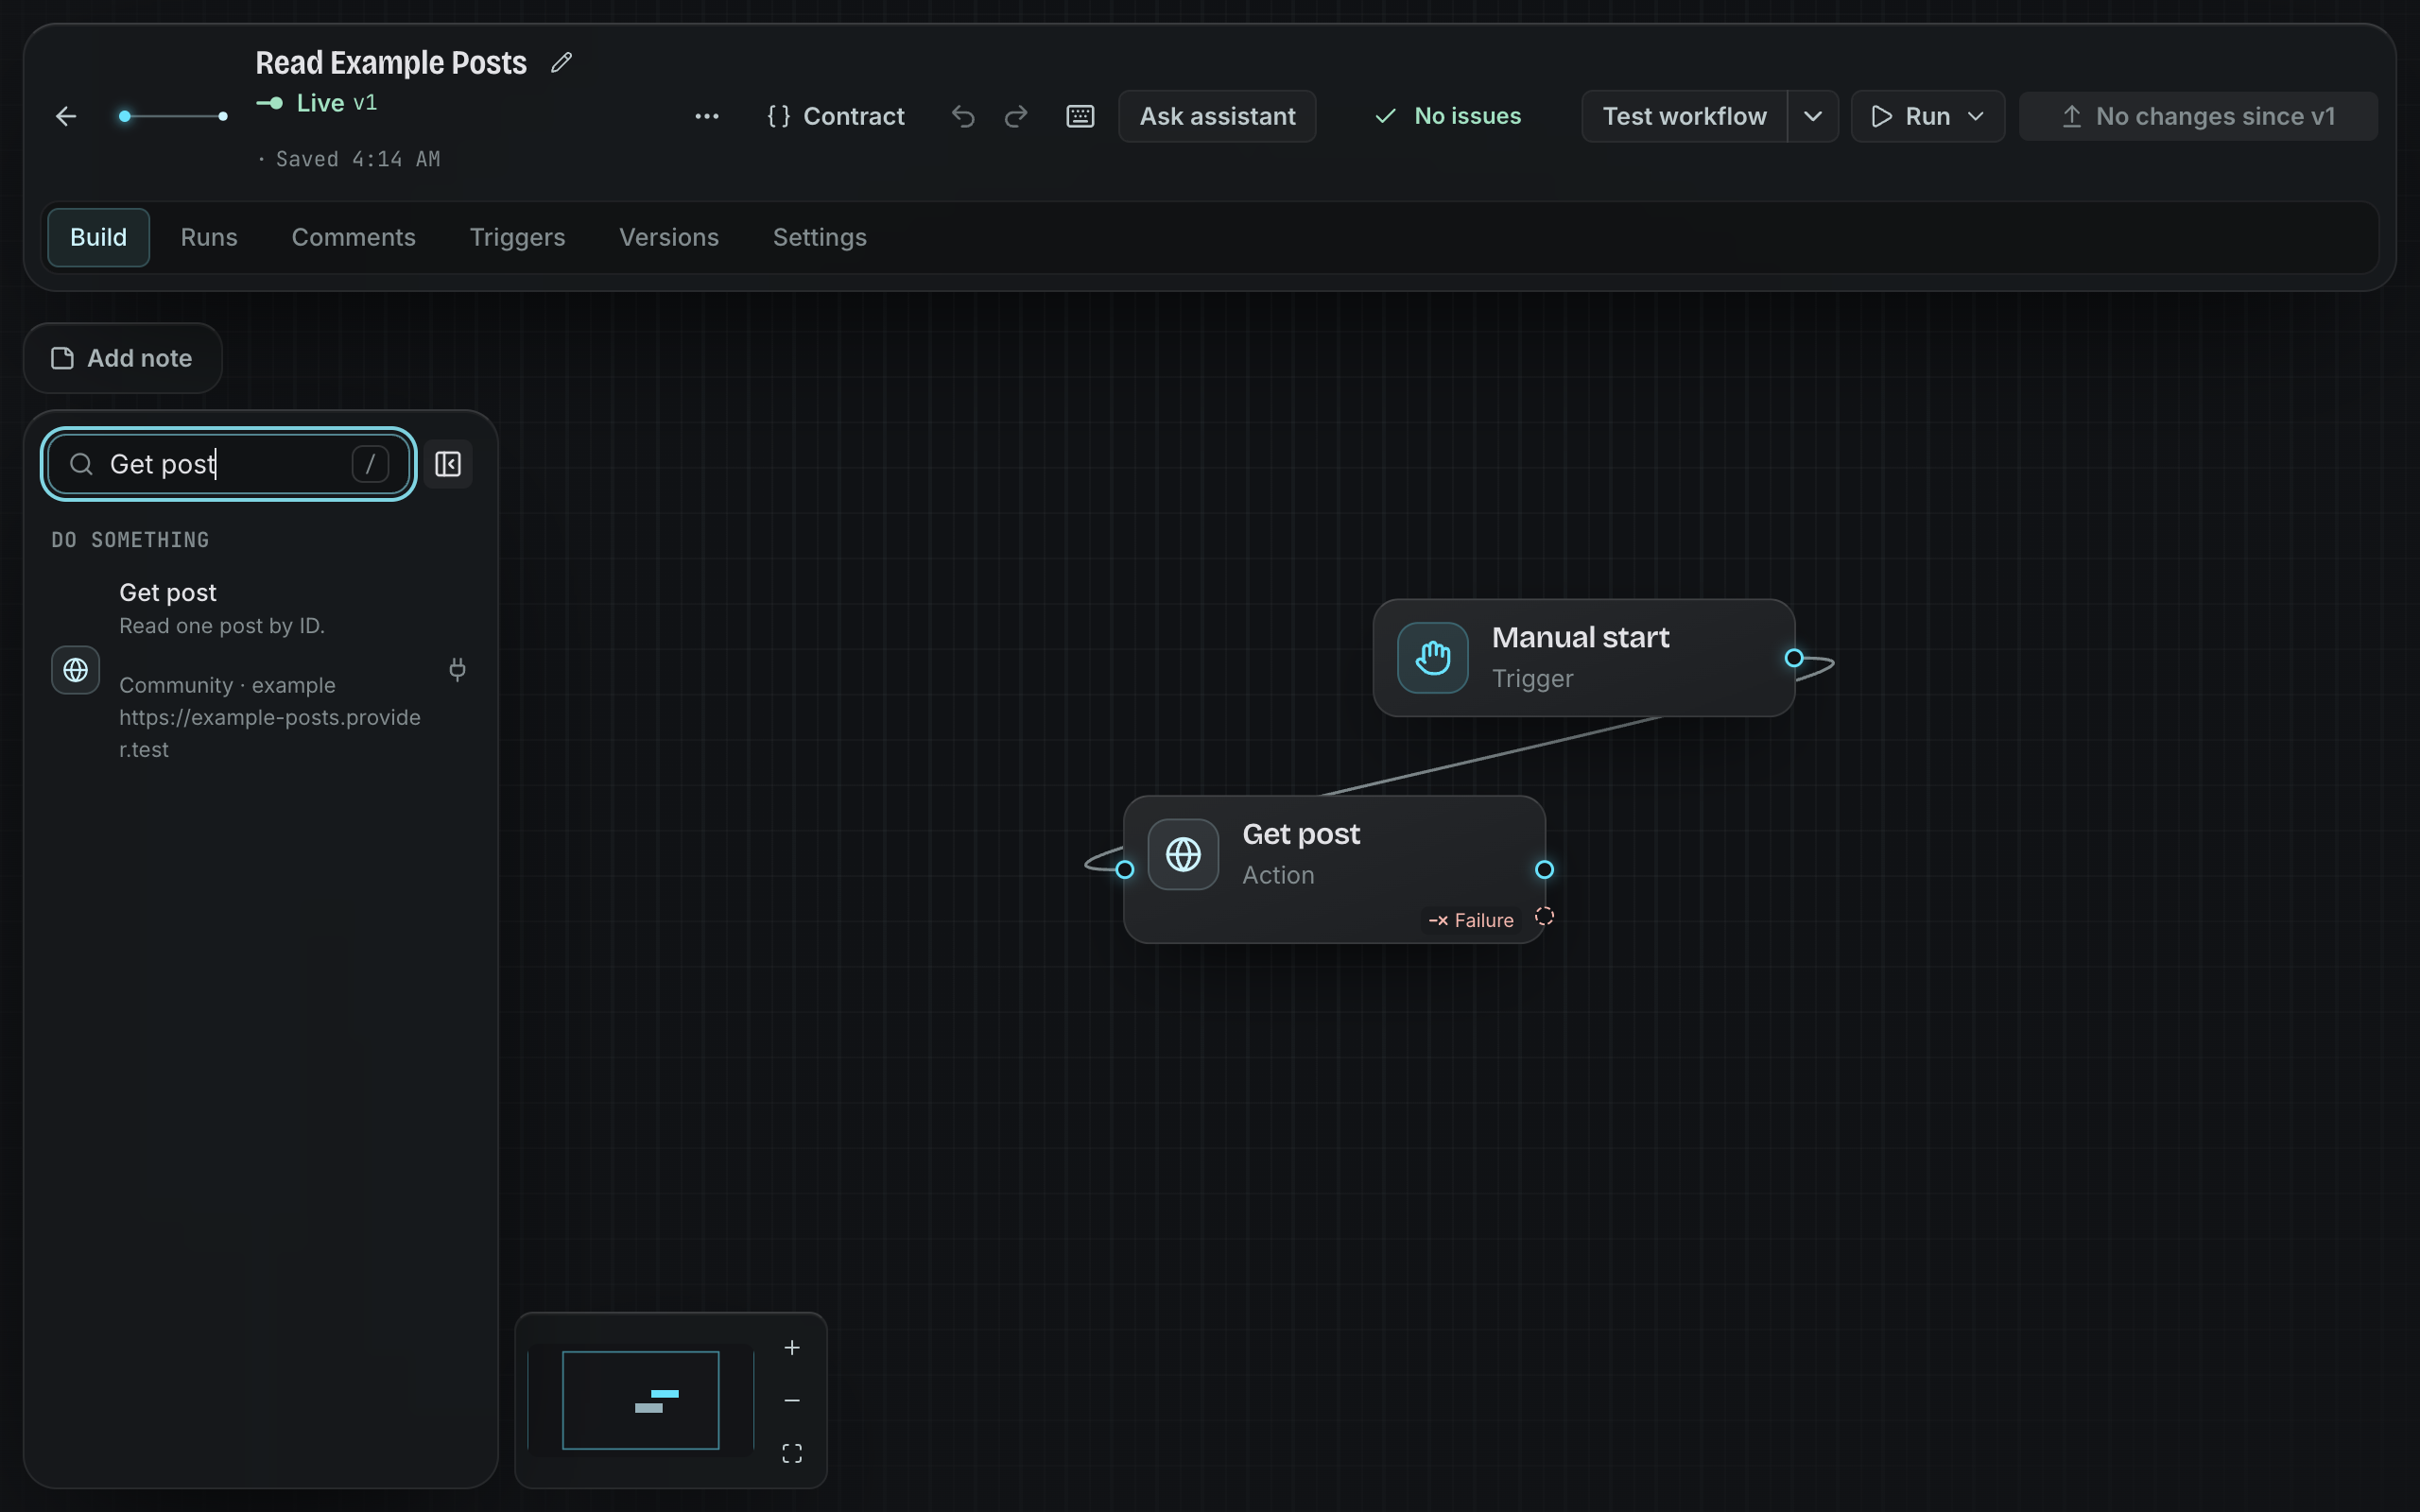 Read Example Posts
Live v1
· Saved 4:14 AM
{} Contract
Ask assistant
No issues
Test workflow
Run
No changes since v1
Build
Runs
Comments
Triggers
Versions
Settings
Add note
Get post
/
DO SOMETHING
Get post
Read one post by ID.
Community · example
https://example-posts.provide
r.test
Manual start
Trigger
Get post
Action
Failure